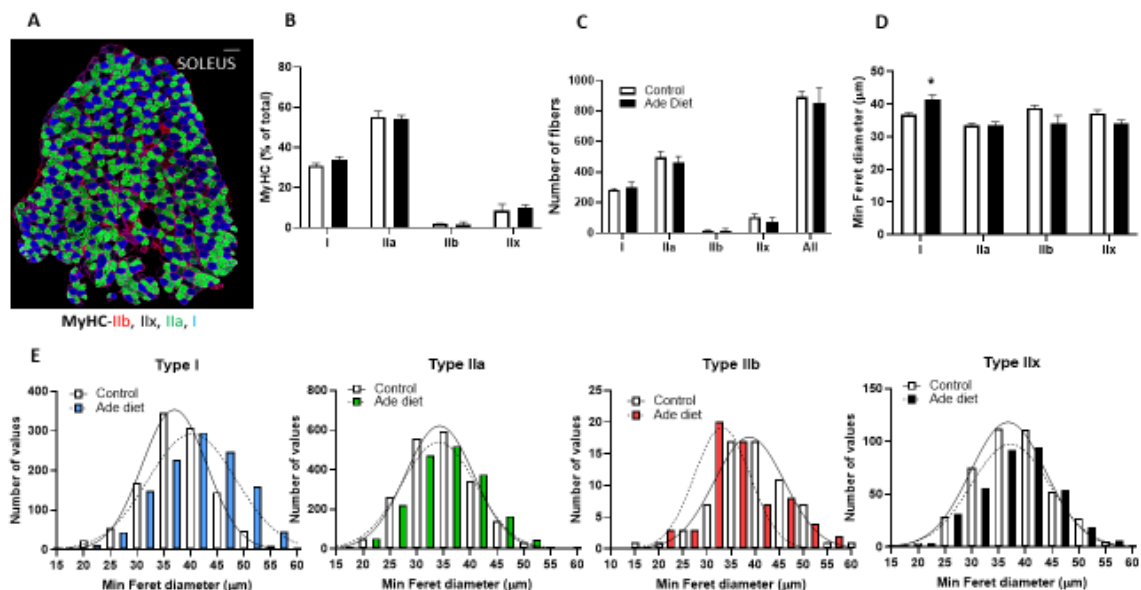 A
SOLEUS
MyHC-IIb, IIx, IIa, I
B
MyHC (% of total)
80
60
40
20
0
I IIa IIb IIx
C
Number of fibers
1000
800
600
400
200
0
Control
Ade Diet
I IIa IIb IIx All
D
Min Feret diameter (μm)
50
40
30
20
10
0
*
I IIa IIb IIx
E
Type I
Number of values
400
300
200
100
0
Control
Ade diet
15 20 25 30 35 40 45 50 55 60
Min Feret diameter (μm)
Type IIa
Number of values
800
600
400
200
0
Control
Ade diet
15 20 25 30 35 40 45 50 55 60
Min Feret diameter (μm)
Type IIb
Number of values
25
20
15
10
5
0
Control
Ade diet
10 15 20 25 30 35 40 45 50 55 60
Min Feret diameter (μm)
Type IIx
Number of values
150
100
50
0
Control
Ade diet
15 20 25 30 35 40 45 50 55 60
Min Feret diameter (μm)